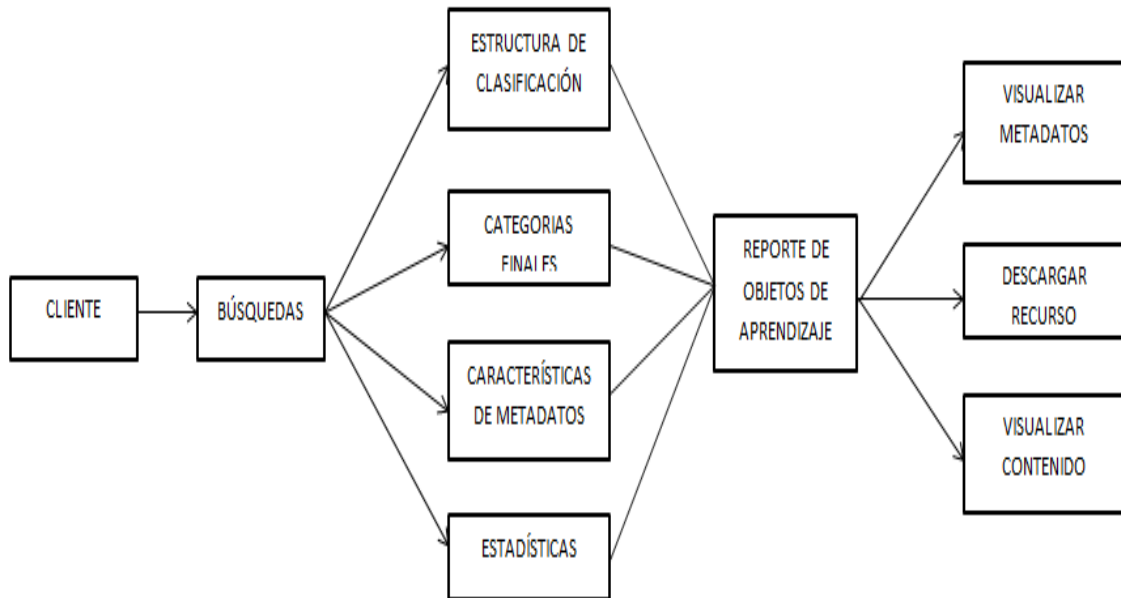 CLIENTE
BÚSQUEDAS
ESTRUCTURA DE
CLASIFICACIÓN
CATEGORIAS
FINALES
CARACTERÍSTICAS
DE METADATOS
ESTADÍSTICAS
REPORTE DE
OBJETOS DE
APRENDIZAJE
VISUALIZAR
METADATOS
DESCARGAR
RECURSO
VISUALIZAR
CONTENIDO